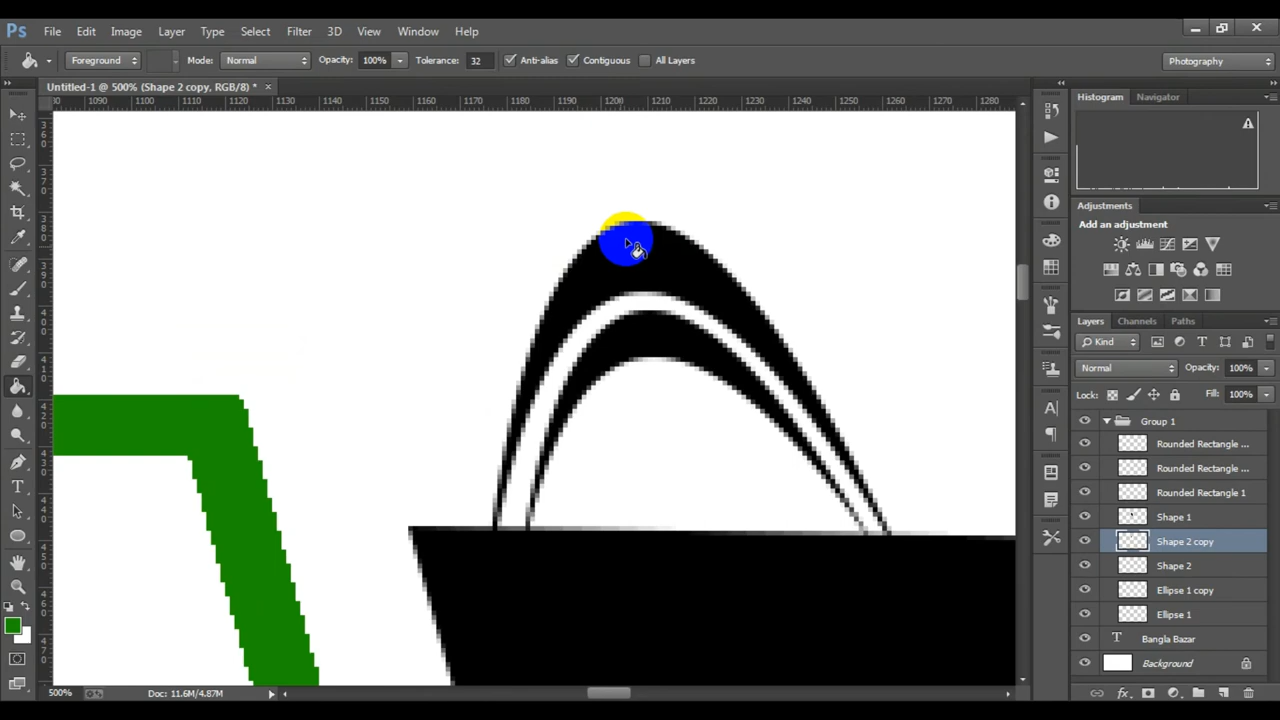 Ps File Edit Image Layer Type Select Filter 3D View Window Help
Foreground Mode: Normal Opacity: 100% Tolerance: 32 Anti-alias Contiguous All Layers Photography
Untitled-1 @ 500% (Shape 2 copy, RGB/8) *
1090 1100 1110 1120 1130 1140 1150 1160 1170 1180 1190 1200 1210 1220 1230 1240 1250 1260 1270 1280
Histogram Navigator
Adjustments
Add an adjustment
Layers Channels Paths
Kind
Normal Opacity: 100%
Lock: Fill: 100%
Group 1
Rounded Rectangle ...
Rounded Rectangle ...
Rounded Rectangle 1
Shape 1
Shape 2 copy
Shape 2
Ellipse 1 copy
Ellipse 1
T Bangla Bazar
Background
500% Doc: 11.6M/4.87M